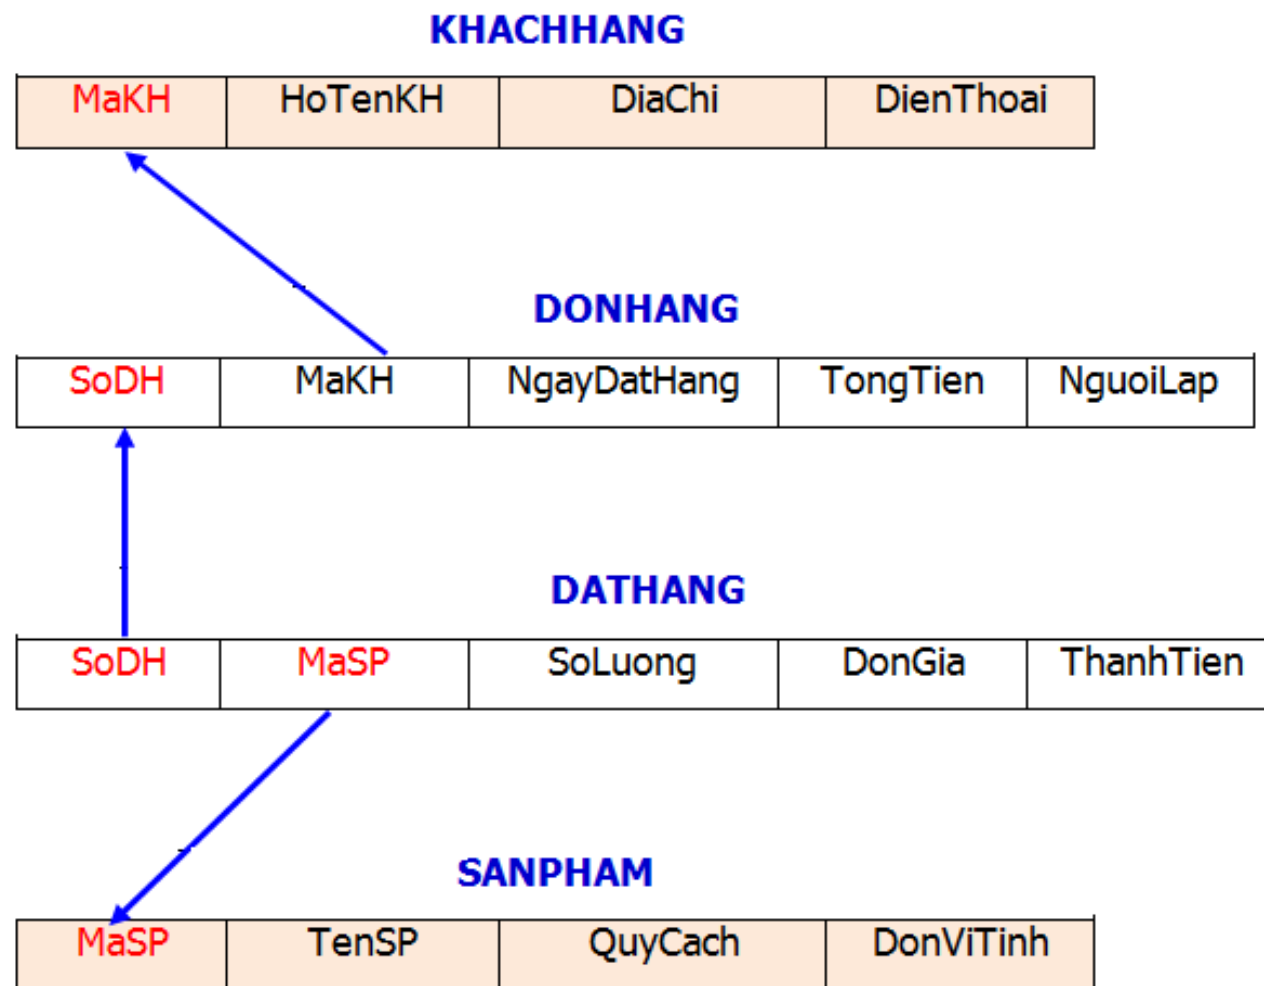 KHACHHANG
MaKH HoTenKH DiaChi DienThoai
DONHANG
SoDH MaKH NgayDatHang TongTien NguoiLap
DATHANG
SoDH MaSP SoLuong DonGia ThanhTien
SANPHAM
MaSP TenSP QuyCach DonViTinh